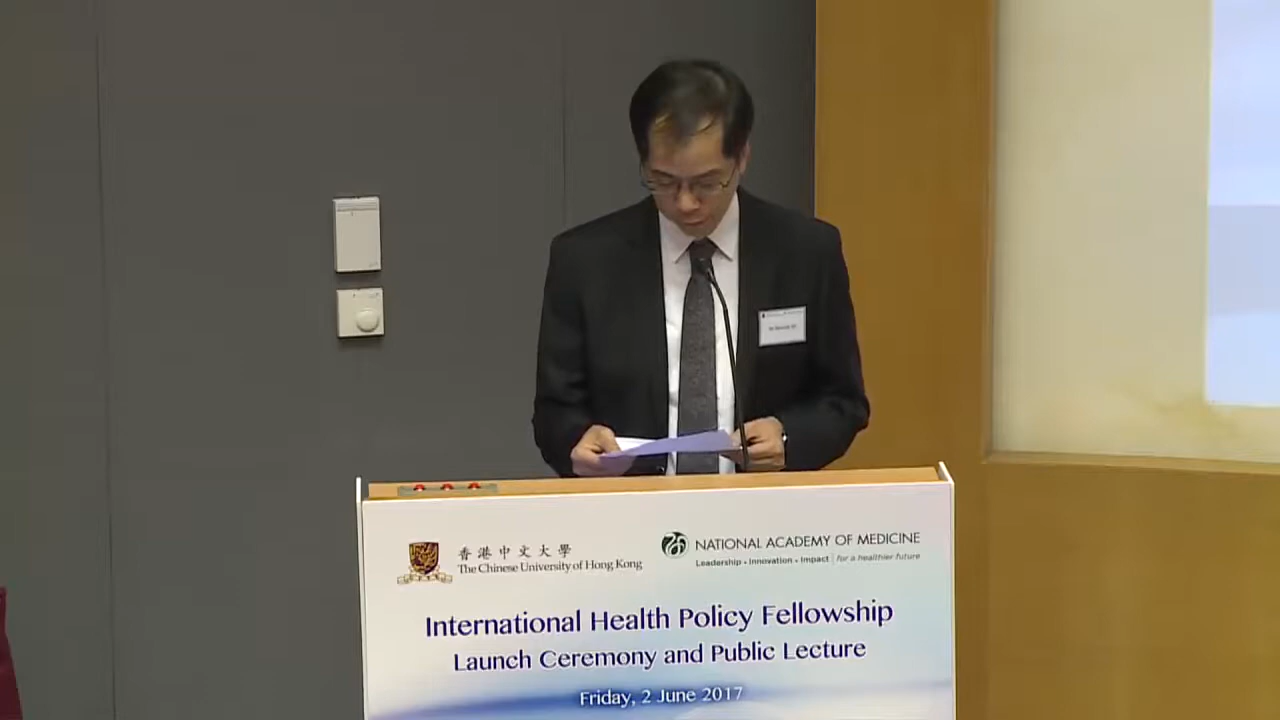 香港中文大學
The Chinese University of Hong Kong
NATIONAL ACADEMY OF MEDICINE
Leadership • Innovation • Impact | for a healthier future
International Health Policy Fellowship
Launch Ceremony and Public Lecture
Friday, 2 June 2017